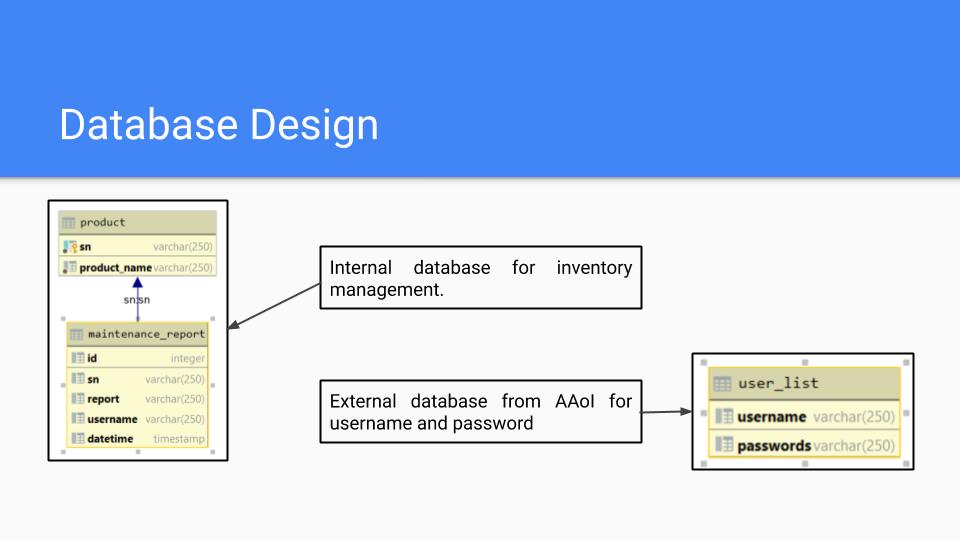 Database Design
product
sn varchar(250)
product_name varchar(250)
sn:sn
maintenance_report
id integer
sn varchar(250)
report varchar(250)
username varchar(250)
datetime timestamp
Internal database for inventory
management.
External database from AAoI for
username and password
user_list
username varchar(250)
passwords varchar(250)